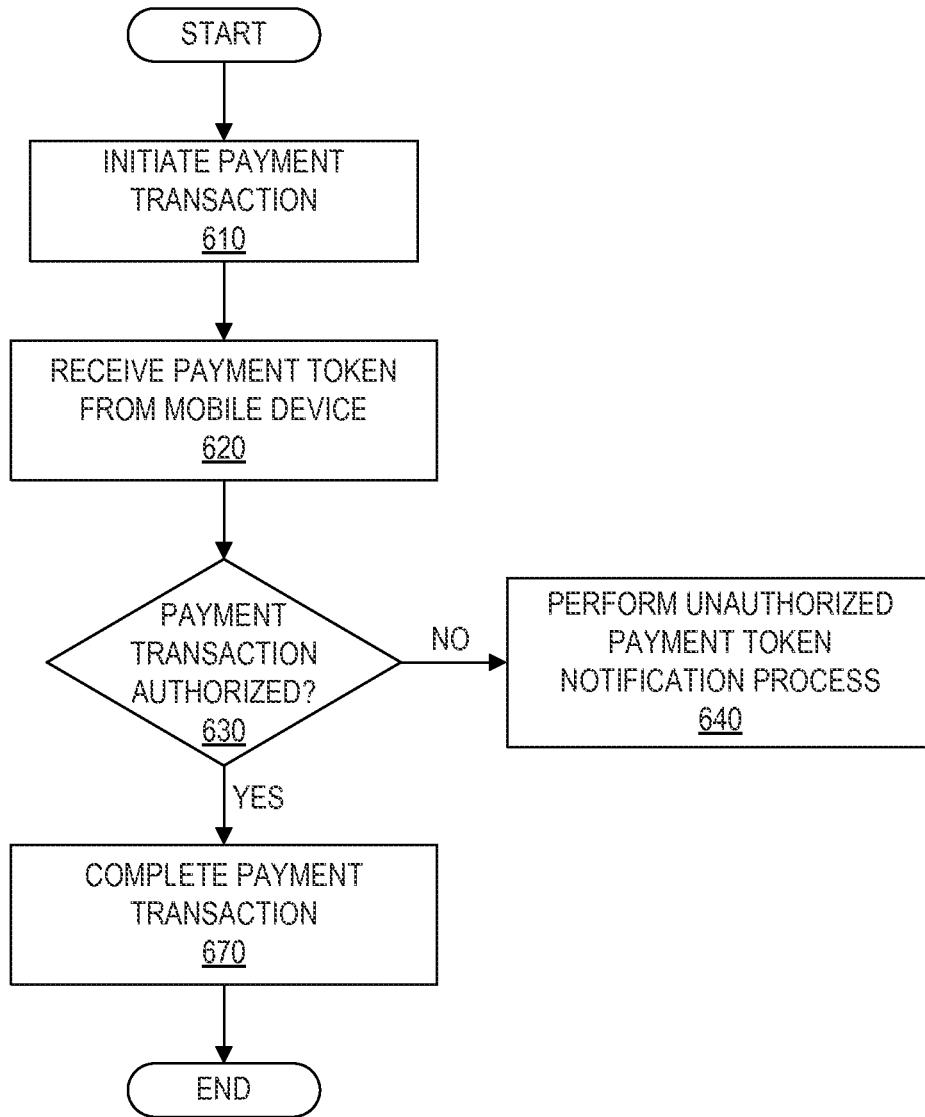 START
INITIATE PAYMENT
TRANSACTION
610
RECEIVE PAYMENT TOKEN
FROM MOBILE DEVICE
620
PAYMENT
TRANSACTION
AUTHORIZED?
630
NO
PERFORM UNAUTHORIZED
PAYMENT TOKEN
NOTIFICATION PROCESS
640
YES
COMPLETE PAYMENT
TRANSACTION
670
END